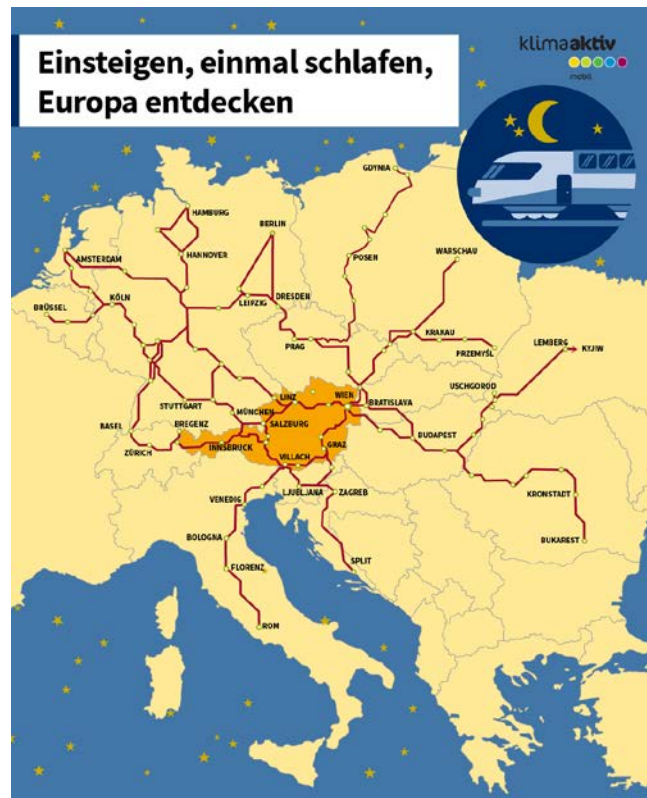 Einsteigen, einmal schlafen,
Europa entdecken
klimaaktiv
mobil
GDYNIA
HAMBURG
BERLIN
WARSCHAU
AMSTERDAM
HANNOVER
POSEN
KÖLN
LEIPZIG
DRESDEN
BRÜSSEL
KRAKAU
LEMBERG
KYJIW
PRAG
PRZEMYŚL
USCHGOROD
LINZ
WIEN
STUTTGART
MÜNCHEN
BRATISLAVA
BASEL
BREGENZ
SALZBURG
BUDAPEST
ZÜRICH
INNSBRUCK
GRAZ
VILLACH
VENEDIG
LJUBLJANA
ZAGREB
KRONSTADT
BOLOGNA
BUKAREST
FLORENZ
SPLIT
ROM